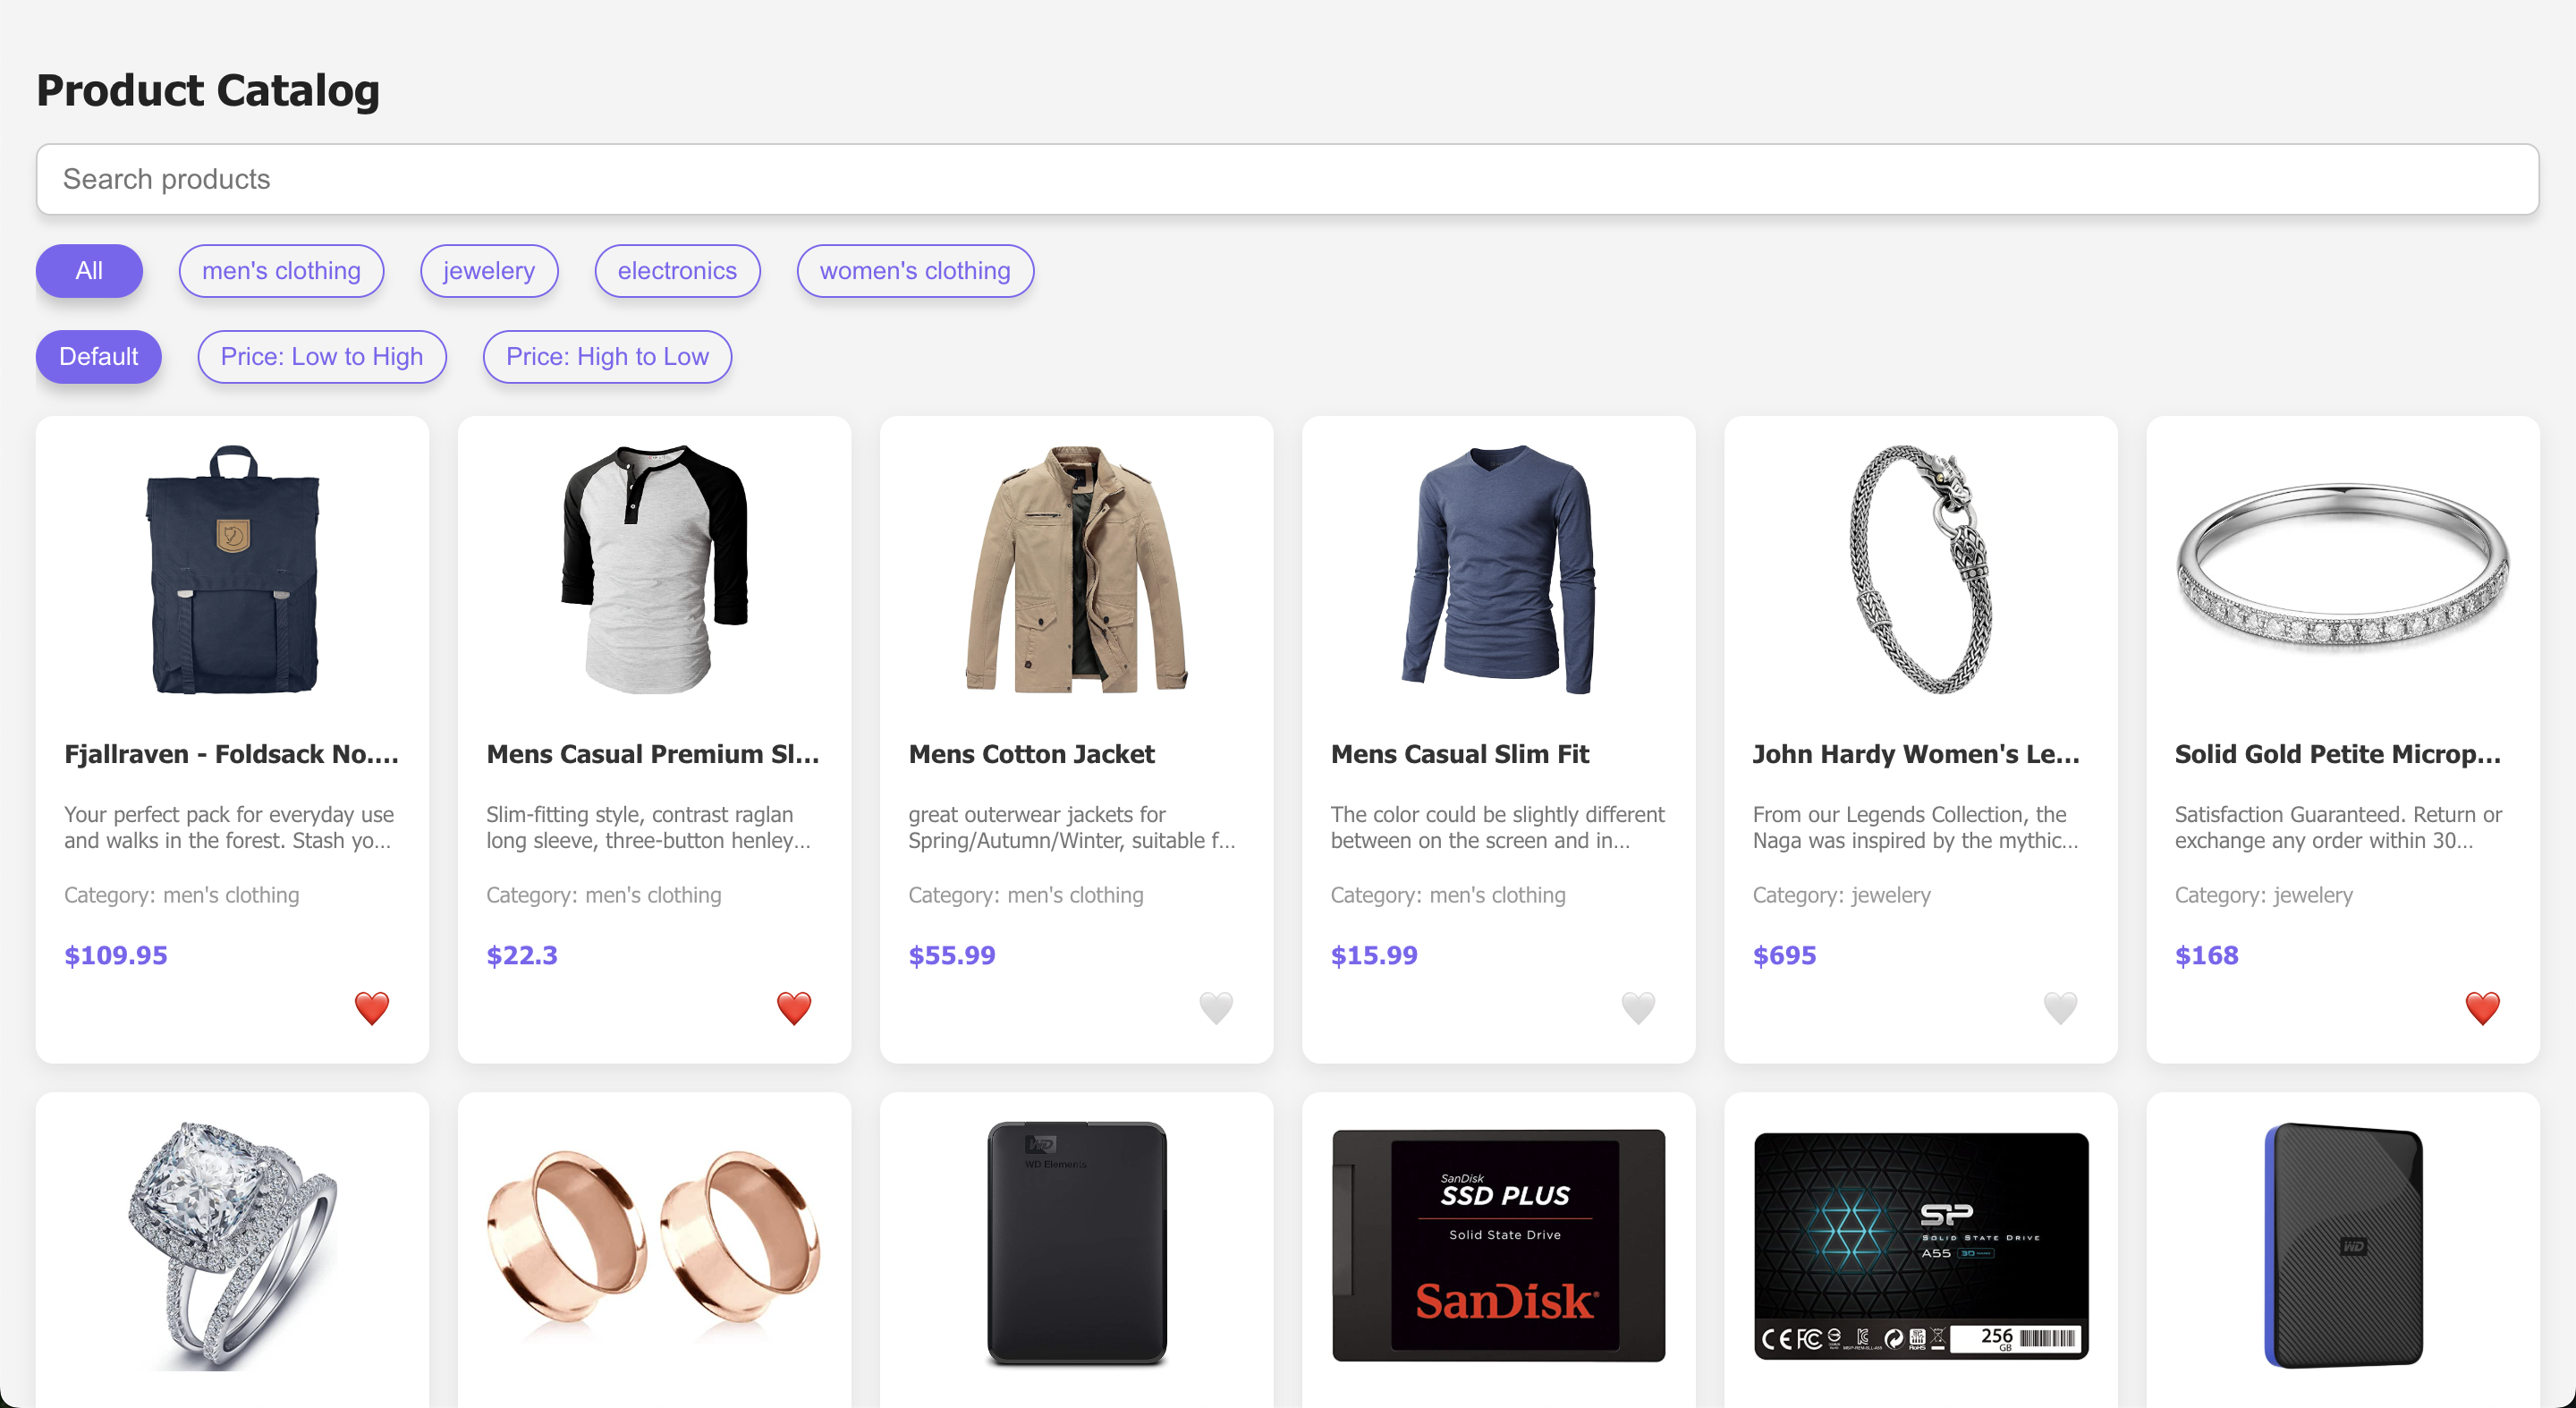 Product Catalog
Search products
All
men's clothing
jewelery
electronics
women's clothing
Default
Price: Low to High
Price: High to Low
Fjallraven - Foldsack No....
Your perfect pack for everyday use
and walks in the forest. Stash yo...
Category: men's clothing
$109.95
Mens Casual Premium Sl...
Slim-fitting style, contrast raglan
long sleeve, three-button henley...
Category: men's clothing
$22.3
Mens Cotton Jacket
great outerwear jackets for
Spring/Autumn/Winter, suitable f...
Category: men's clothing
$55.99
Mens Casual Slim Fit
The color could be slightly different
between on the screen and in...
Category: men's clothing
$15.99
John Hardy Women's Le...
From our Legends Collection, the
Naga was inspired by the mythic...
Category: jewelery
$695
Solid Gold Petite Microp...
Satisfaction Guaranteed. Return or
exchange any order within 30...
Category: jewelery
$168
WD
WD Elements
SanDisk
SSD PLUS
Solid State Drive
SanDisk
SP
SOLID STATE DRIVE
A55
CE FC
256
GB
WD